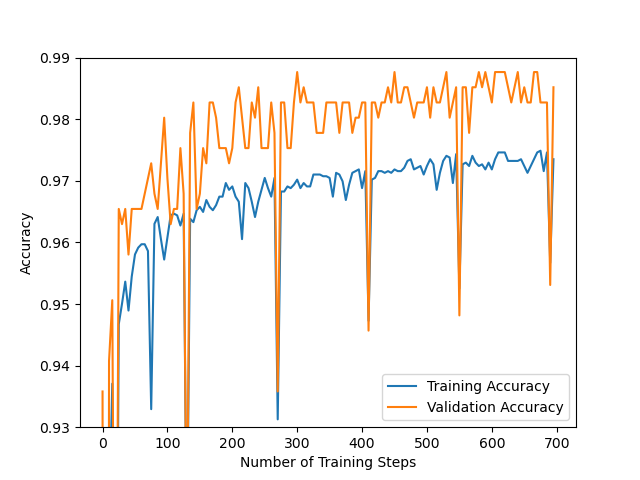 0.99
0.98
0.97
0.96
0.95
0.94
0.93
Accuracy
0 100 200 300 400 500 600 700
Number of Training Steps
Training Accuracy
Validation Accuracy